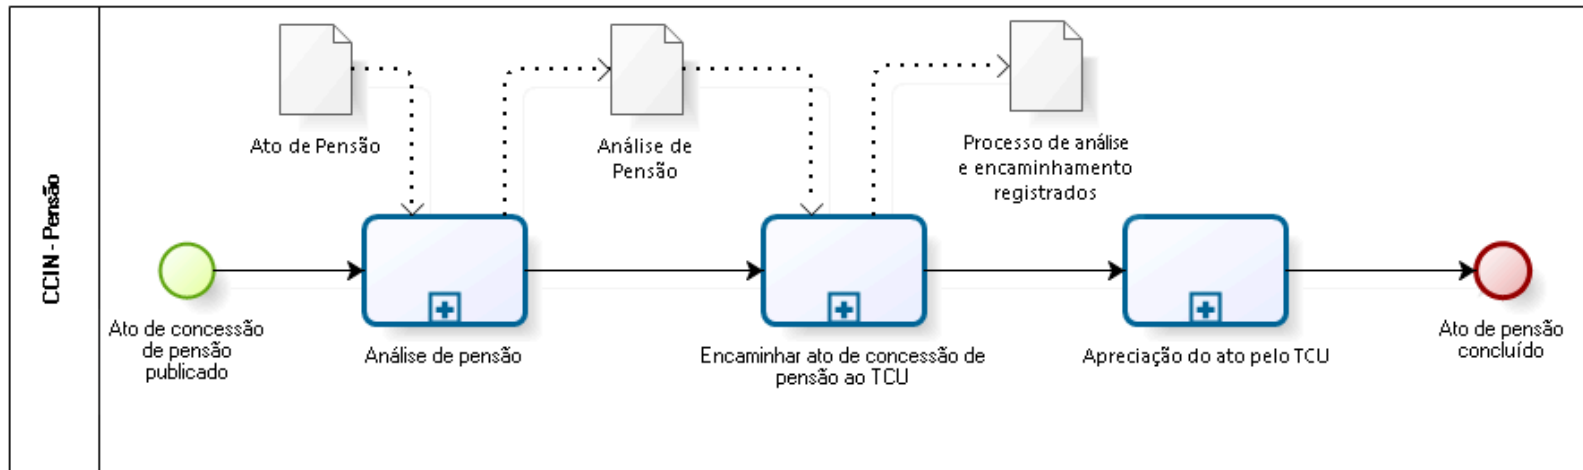 CCIN - Pensão
Ato de Pensão
Análise de
Pensão
Processo de análise
e encaminhamento
registrados
Ato de concessão
de pensão
publicado
Análise de pensão
Encaminhar ato de concessão de
pensão ao TCU
Apreciação do ato pelo TCU
Ato de pensão
concluído